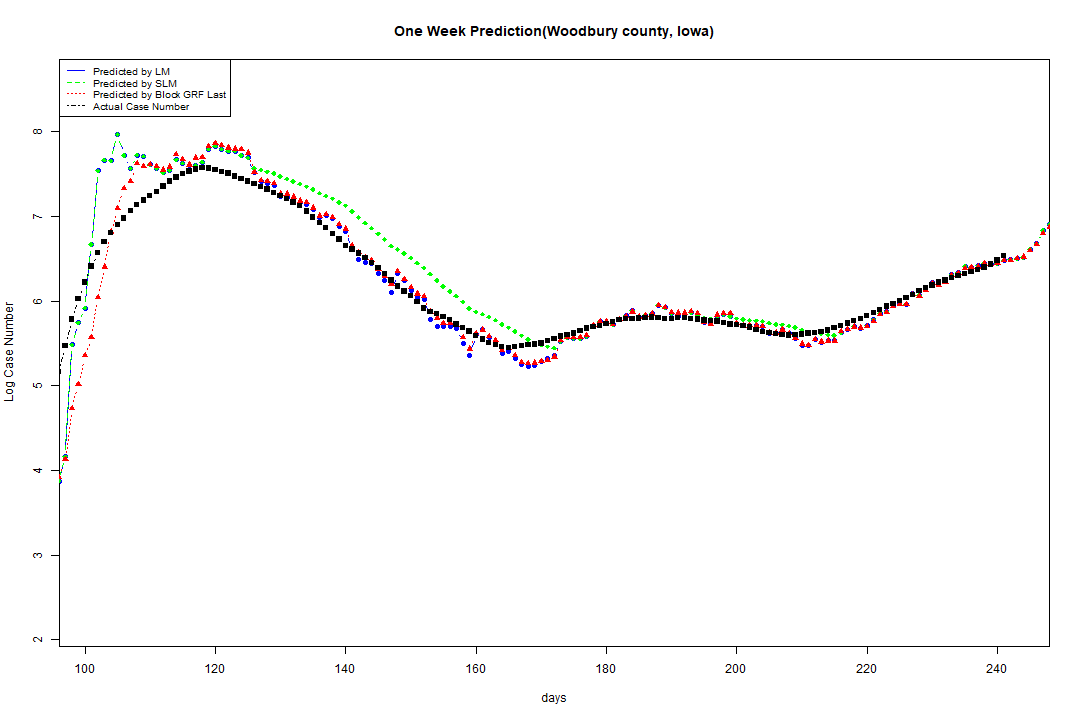 One Week Prediction(Woodbury county, Iowa)
Predicted by LM
Predicted by SLM
Predicted by Block GRF Last
Actual Case Number
Log Case Number
8
7
6
5
4
3
2
100 120 140 160 180 200 220 240
days